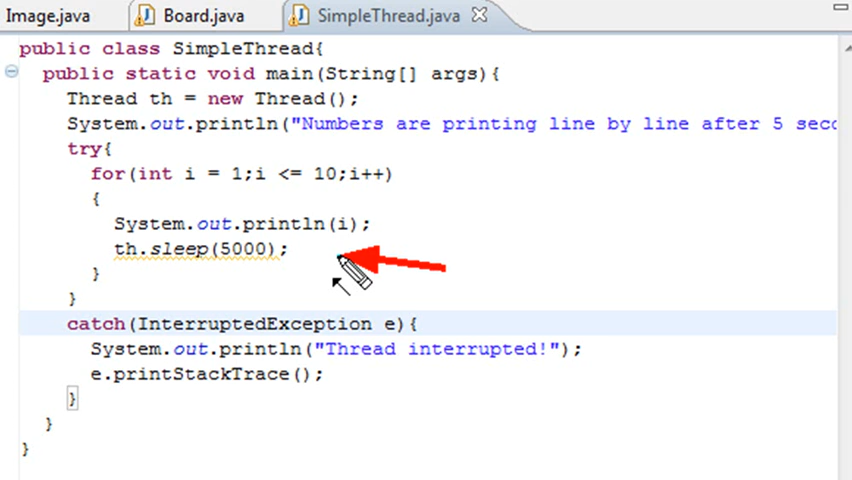 Image.java Board.java SimpleThread.java
public class SimpleThread{
public static void main(String[] args){
Thread th = new Thread();
System.out.println("Numbers are printing line by line after 5
try{
for(int i = 1;i <= 10;i++)
{
System.out.println(i);
th.sleep(5000);
}
}
catch(InterruptedException e){
System.out.println("Thread interrupted!");
e.printStackTrace();
}
}
}